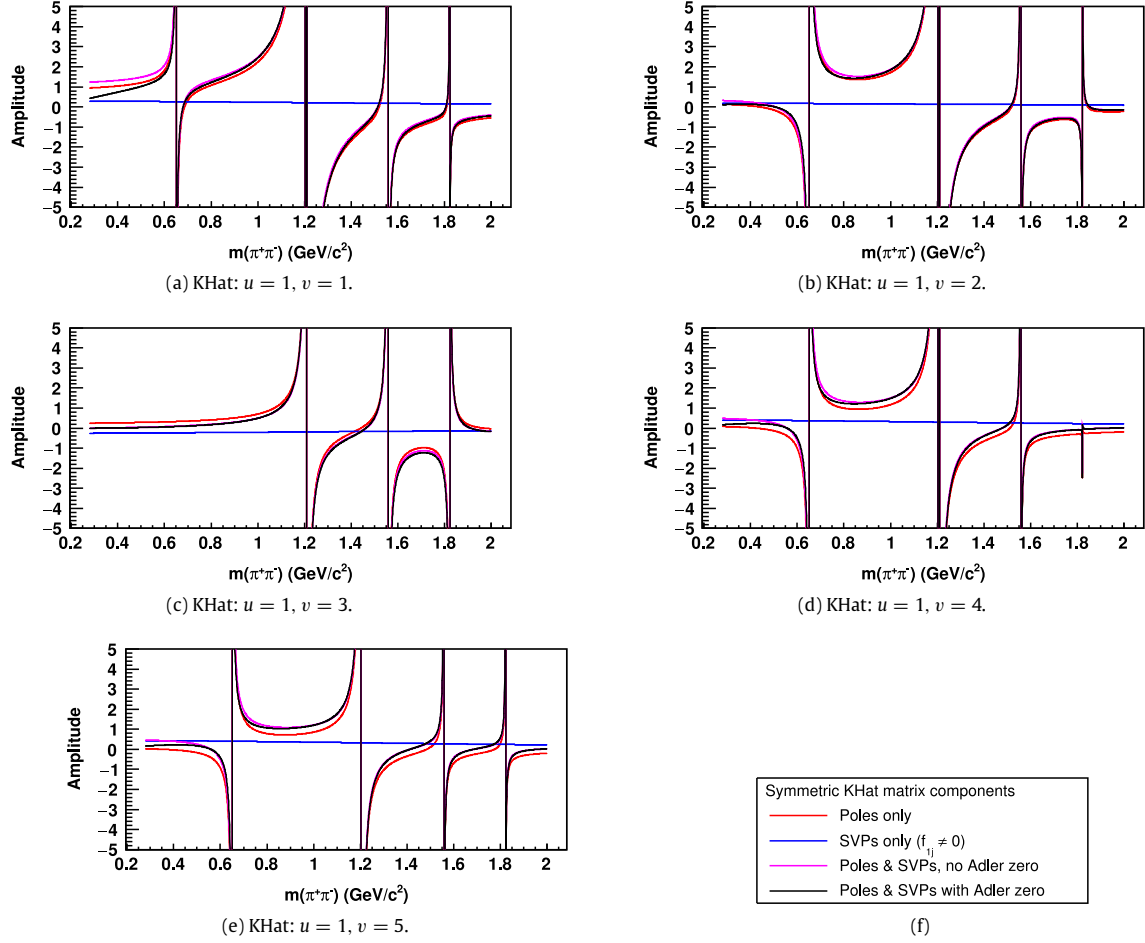 5
4
3
2
1
0
−1
−2
−3
−4
−5
Amplitude
0.2 0.4 0.6 0.8 1 1.2 1.4 1.6 1.8 2
m(π⁺π⁻) (GeV/c²)
(a) KHat: u = 1, v = 1.
5
4
3
2
1
0
−1
−2
−3
−4
−5
Amplitude
0.2 0.4 0.6 0.8 1 1.2 1.4 1.6 1.8 2
m(π⁺π⁻) (GeV/c²)
(b) KHat: u = 1, v = 2.
5
4
3
2
1
0
−1
−2
−3
−4
−5
Amplitude
0.2 0.4 0.6 0.8 1 1.2 1.4 1.6 1.8 2
m(π⁺π⁻) (GeV/c²)
(c) KHat: u = 1, v = 3.
5
4
3
2
1
0
−1
−2
−3
−4
−5
Amplitude
0.2 0.4 0.6 0.8 1 1.2 1.4 1.6 1.8 2
m(π⁺π⁻) (GeV/c²)
(d) KHat: u = 1, v = 4.
5
4
3
2
1
0
−1
−2
−3
−4
−5
Amplitude
0.2 0.4 0.6 0.8 1 1.2 1.4 1.6 1.8 2
m(π⁺π⁻) (GeV/c²)
(e) KHat: u = 1, v = 5.
Symmetric KHat matrix components
Poles only
SVPs only (f₁ⱼ ≠ 0)
Poles & SVPs, no Adler zero
Poles & SVPs with Adler zero
(f)